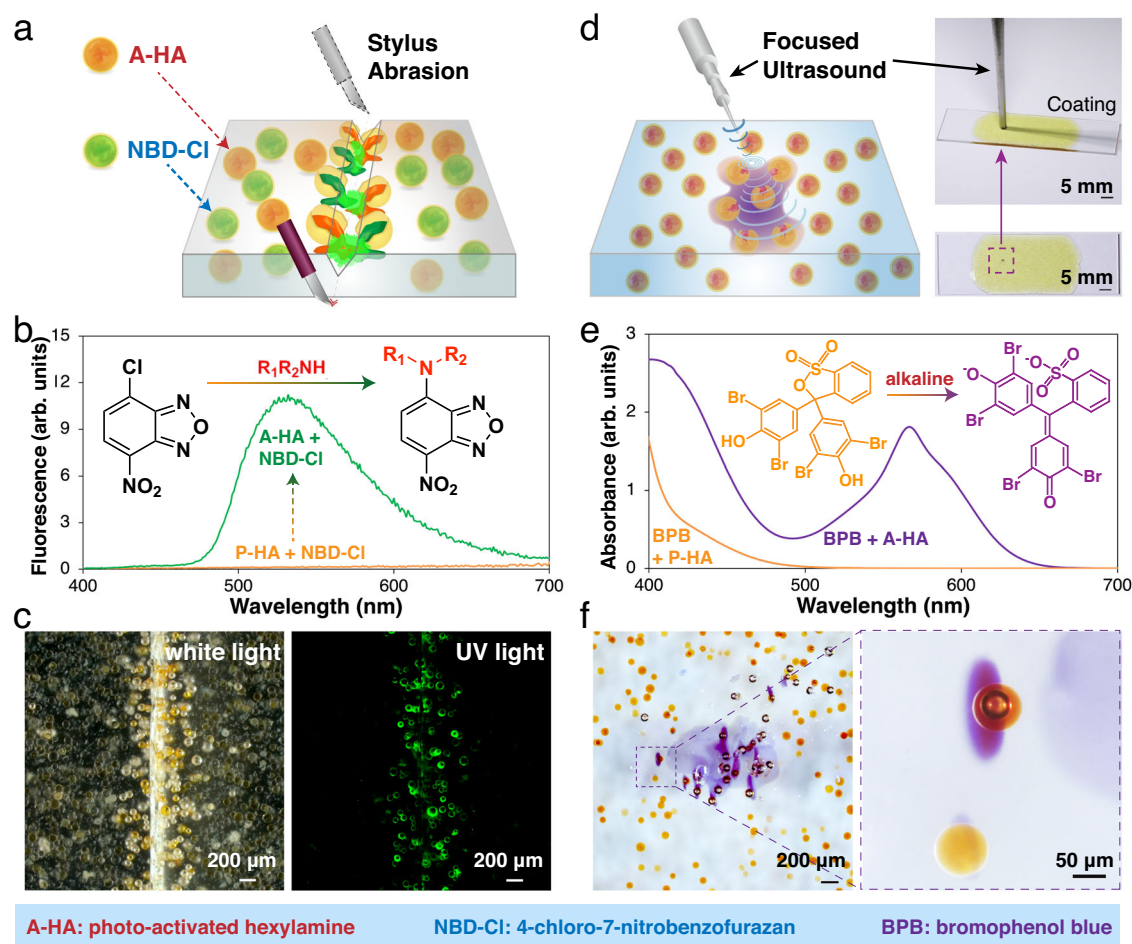 a
A-HA
NBD-Cl
Stylus
Abrasion
d
Focused
Ultrasound
Coating
5 mm
5 mm
b
Fluorescence (arb. units)
15
12
9
6
3
0
400
500
600
700
Wavelength (nm)
Cl
N
O
N
NO2
R1R2NH
R1
N
R2
N
O
N
NO2
A-HA +
NBD-Cl
P-HA + NBD-Cl
e
Absorbance (arb. units)
3
2
1
0
400
500
600
700
Wavelength (nm)
O
O
S
O
Br
HO
Br
Br
Br
OH
alkaline
Br
-O
Br
O-
S
O
O
Br
Br
O
BPB
+ P-HA
BPB + A-HA
c
white light
200 µm
UV light
200 µm
f
200 µm
50 µm
A-HA: photo-activated hexylamine
NBD-Cl: 4-chloro-7-nitrobenzofurazan
BPB: bromophenol blue